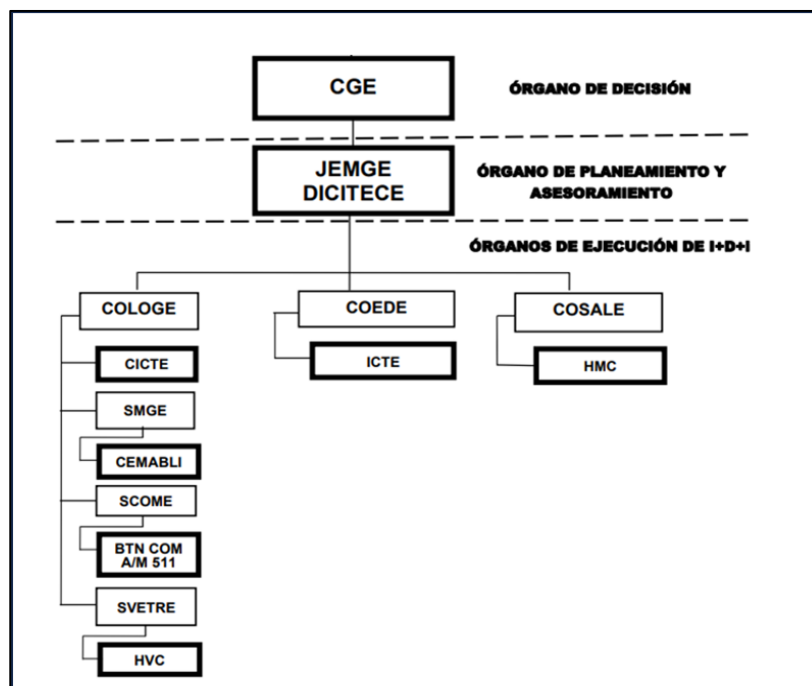 CGE
ÓRGANO DE DECISIÓN
JEMGE
DICITECE
ÓRGANO DE PLANEAMIENTO Y
ASESORAMIENTO
ÓRGANOS DE EJECUCIÓN DE I+D+I
COLOGE
COEDE
COSALE
CICTE
ICTE
HMC
SMGE
CEMABLI
SCOME
BTN COM
A/M 511
SVETRE
HVC